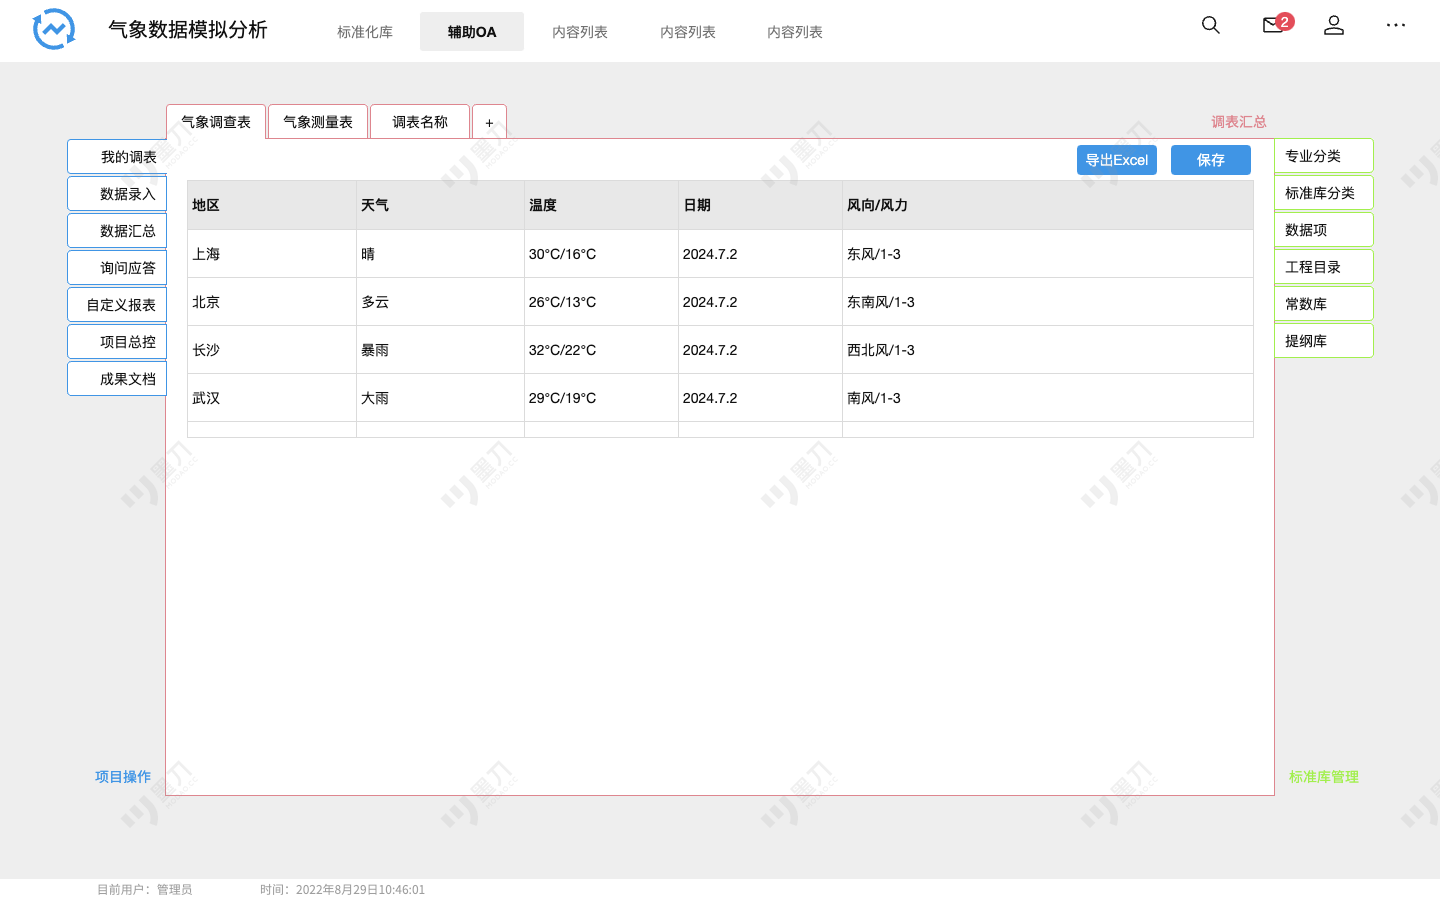 气象数据模拟分析
标准化库
辅助OA
内容列表
内容列表
内容列表
2
气象调查表
气象测量表
调表名称
+
调表汇总
我的调表
数据录入
数据汇总
询问应答
自定义报表
项目总控
成果文档
导出Excel
保存
地区 天气 温度 日期 风向/风力
上海 晴 30°C/16°C 2024.7.2 东风/1-3
北京 多云 26°C/13°C 2024.7.2 东南风/1-3
长沙 暴雨 32°C/22°C 2024.7.2 西北风/1-3
武汉 大雨 29°C/19°C 2024.7.2 南风/1-3
专业分类
标准库分类
数据项
工程目录
常数库
提纲库
项目操作
标准库管理
目前用户：管理员
时间：2022年8月29日10:46:01
墨刀
MODAO.CC